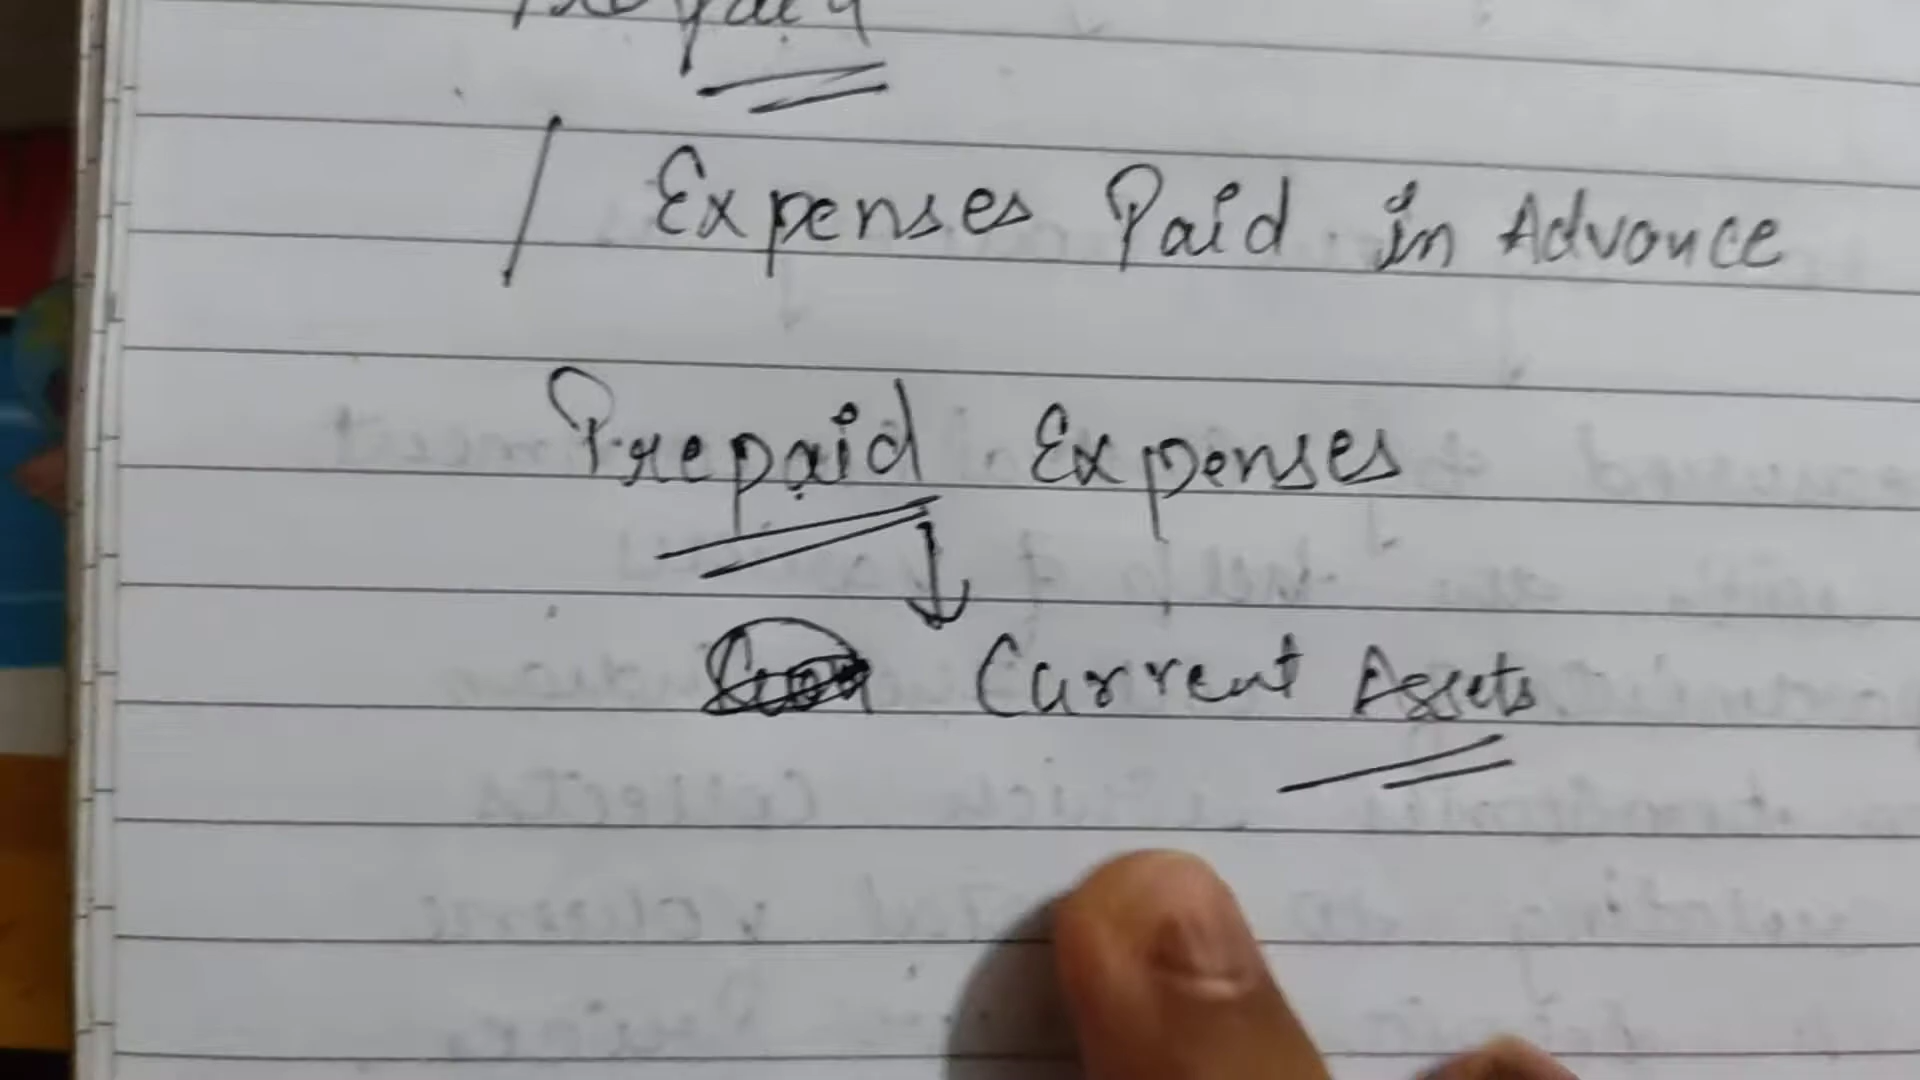 Expenses Paid in Advance
Prepaid Expenses
↓
Current Assets